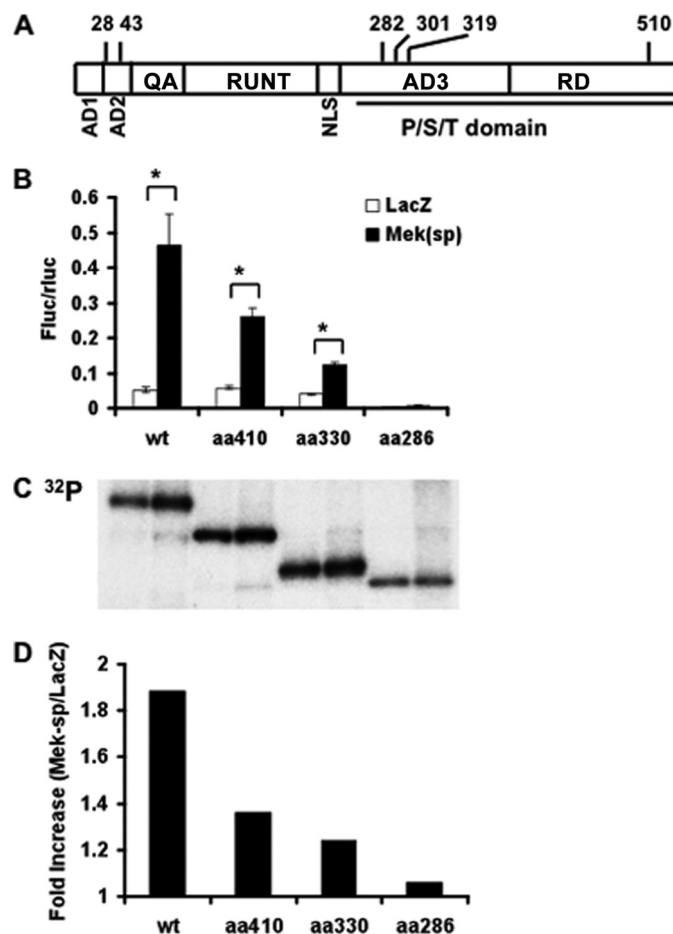 A
28 43 282 301 319 510
QA RUNT AD3 RD
AD1 AD2 NLS
P/S/T domain
B
* * *
LacZ
Mek(sp)
Fluc/rluc
0.6
0.5
0.4
0.3
0.2
0.1
0
wt aa410 aa330 aa286
C 32P
D
Fold Increase (Mek-sp/LacZ)
2
1.8
1.6
1.4
1.2
1
wt aa410 aa330 aa286